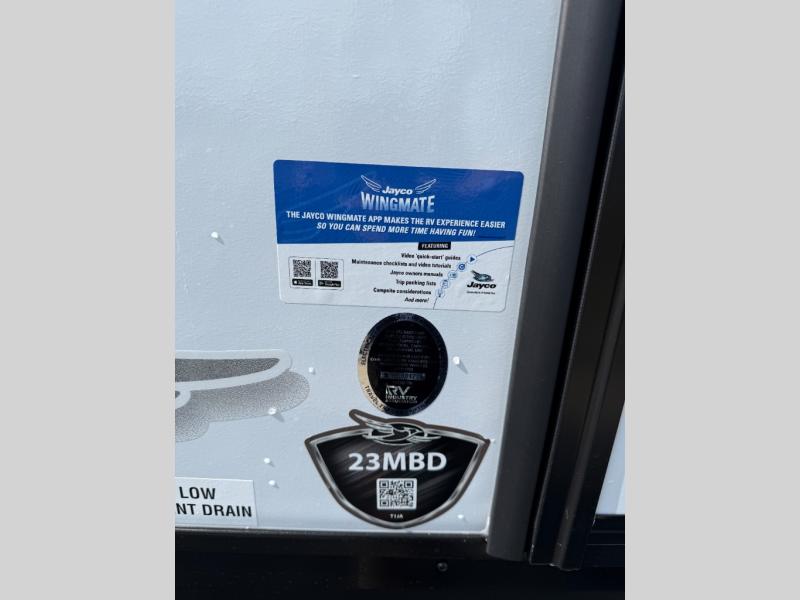 Jayco
WINGMATE
THE JAYCO WINGMATE APP MAKES THE RV EXPERIENCE EASIER
SO YOU CAN SPEND MORE TIME HAVING FUN!
FEATURING
Video 'quick-start' guides
Maintenance checklists and video tutorials
Jayco owners manuals
Trip packing lists
Campsite considerations
And more!
Jayco
RV
INDUSTRY
ASSOCIATION
23MBD
LOW
NT DRAIN